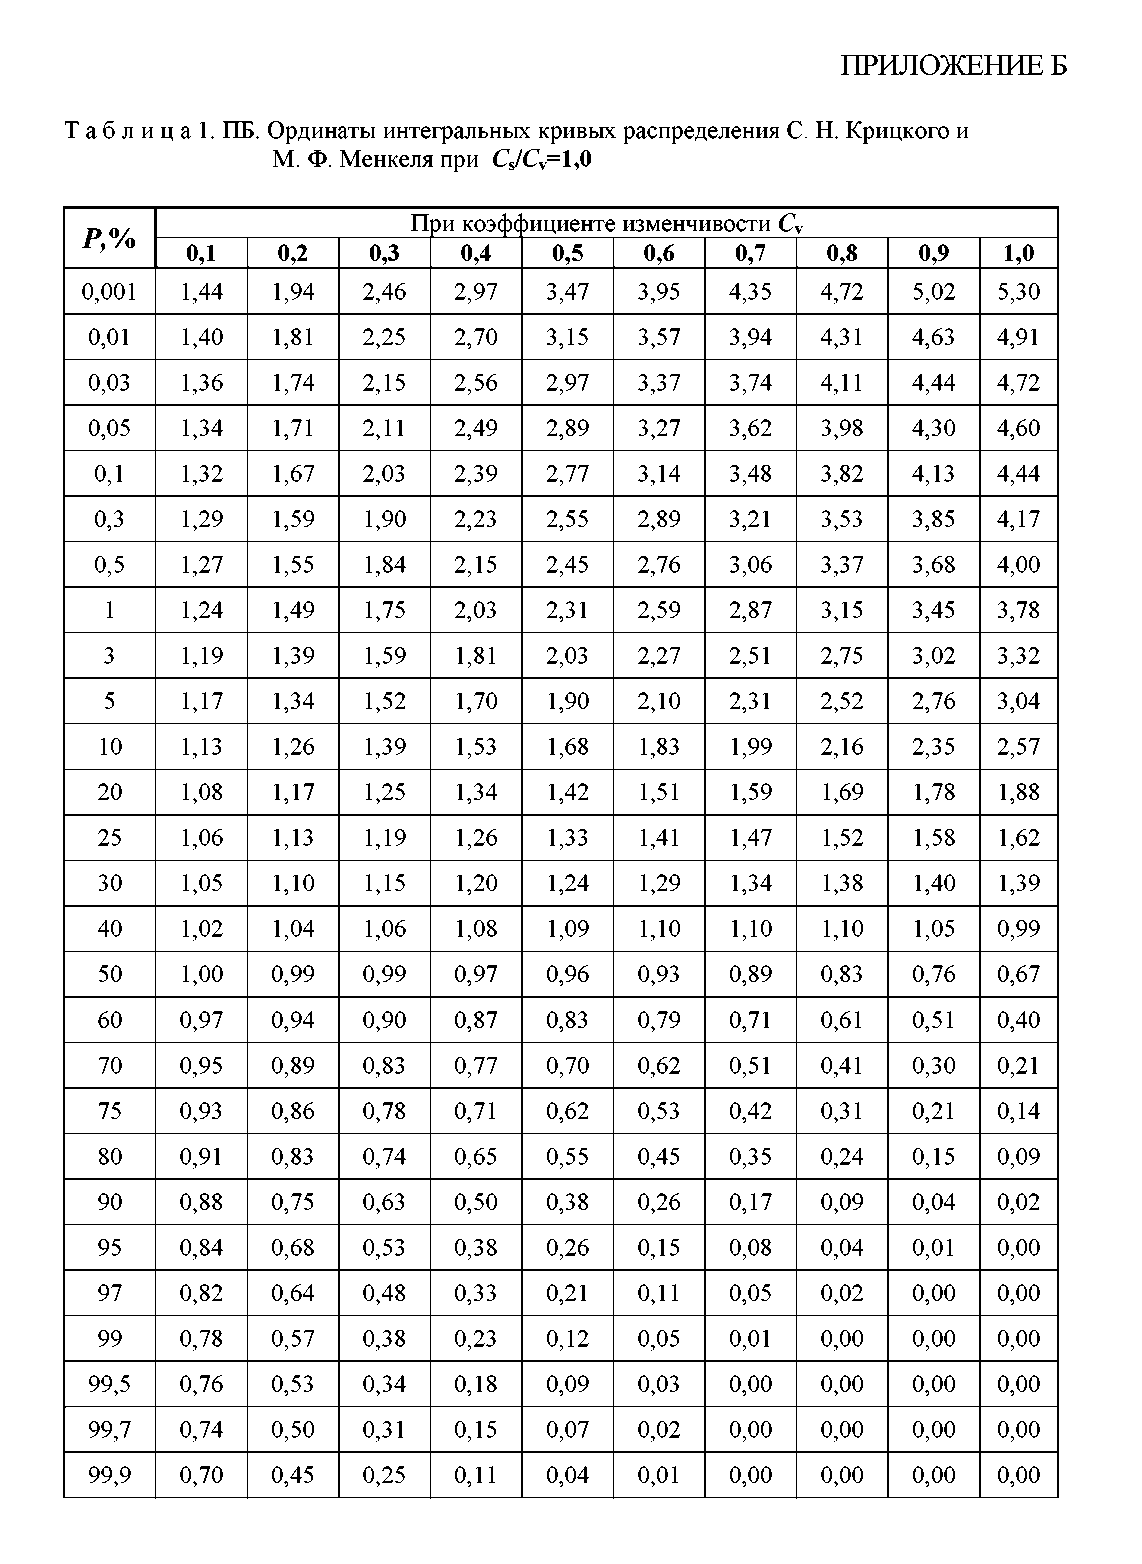 ПРИЛОЖЕНИЕ Б
Т а б л и ц а 1. ПБ. Ординаты интегральных кривых распределения С. Н. Крицкого и
М. Ф. Менкеля при Cs/Cv=1,0
P,% При коэффициенте изменчивости Cv
0,1 0,2 0,3 0,4 0,5 0,6 0,7 0,8 0,9 1,0
0,001 1,44 1,94 2,46 2,97 3,47 3,95 4,35 4,72 5,02 5,30
0,01 1,40 1,81 2,25 2,70 3,15 3,57 3,94 4,31 4,63 4,91
0,03 1,36 1,74 2,15 2,56 2,97 3,37 3,74 4,11 4,44 4,72
0,05 1,34 1,71 2,11 2,49 2,89 3,27 3,62 3,98 4,30 4,60
0,1 1,32 1,67 2,03 2,39 2,77 3,14 3,48 3,82 4,13 4,44
0,3 1,29 1,59 1,90 2,23 2,55 2,89 3,21 3,53 3,85 4,17
0,5 1,27 1,55 1,84 2,15 2,45 2,76 3,06 3,37 3,68 4,00
1 1,24 1,49 1,75 2,03 2,31 2,59 2,87 3,15 3,45 3,78
3 1,19 1,39 1,59 1,81 2,03 2,27 2,51 2,75 3,02 3,32
5 1,17 1,34 1,52 1,70 1,90 2,10 2,31 2,52 2,76 3,04
10 1,13 1,26 1,39 1,53 1,68 1,83 1,99 2,16 2,35 2,57
20 1,08 1,17 1,25 1,34 1,42 1,51 1,59 1,69 1,78 1,88
25 1,06 1,13 1,19 1,26 1,33 1,41 1,47 1,52 1,58 1,62
30 1,05 1,10 1,15 1,20 1,24 1,29 1,34 1,38 1,40 1,39
40 1,02 1,04 1,06 1,08 1,09 1,10 1,10 1,10 1,05 0,99
50 1,00 0,99 0,99 0,97 0,96 0,93 0,89 0,83 0,76 0,67
60 0,97 0,94 0,90 0,87 0,83 0,79 0,71 0,61 0,51 0,40
70 0,95 0,89 0,83 0,77 0,70 0,62 0,51 0,41 0,30 0,21
75 0,93 0,86 0,78 0,71 0,62 0,53 0,42 0,31 0,21 0,14
80 0,91 0,83 0,74 0,65 0,55 0,45 0,35 0,24 0,15 0,09
90 0,88 0,75 0,63 0,50 0,38 0,26 0,17 0,09 0,04 0,02
95 0,84 0,68 0,53 0,38 0,26 0,15 0,08 0,04 0,01 0,00
97 0,82 0,64 0,48 0,33 0,21 0,11 0,05 0,02 0,00 0,00
99 0,78 0,57 0,38 0,23 0,12 0,05 0,01 0,00 0,00 0,00
99,5 0,76 0,53 0,34 0,18 0,09 0,03 0,00 0,00 0,00 0,00
99,7 0,74 0,50 0,31 0,15 0,07 0,02 0,00 0,00 0,00 0,00
99,9 0,70 0,45 0,25 0,11 0,04 0,01 0,00 0,00 0,00 0,00